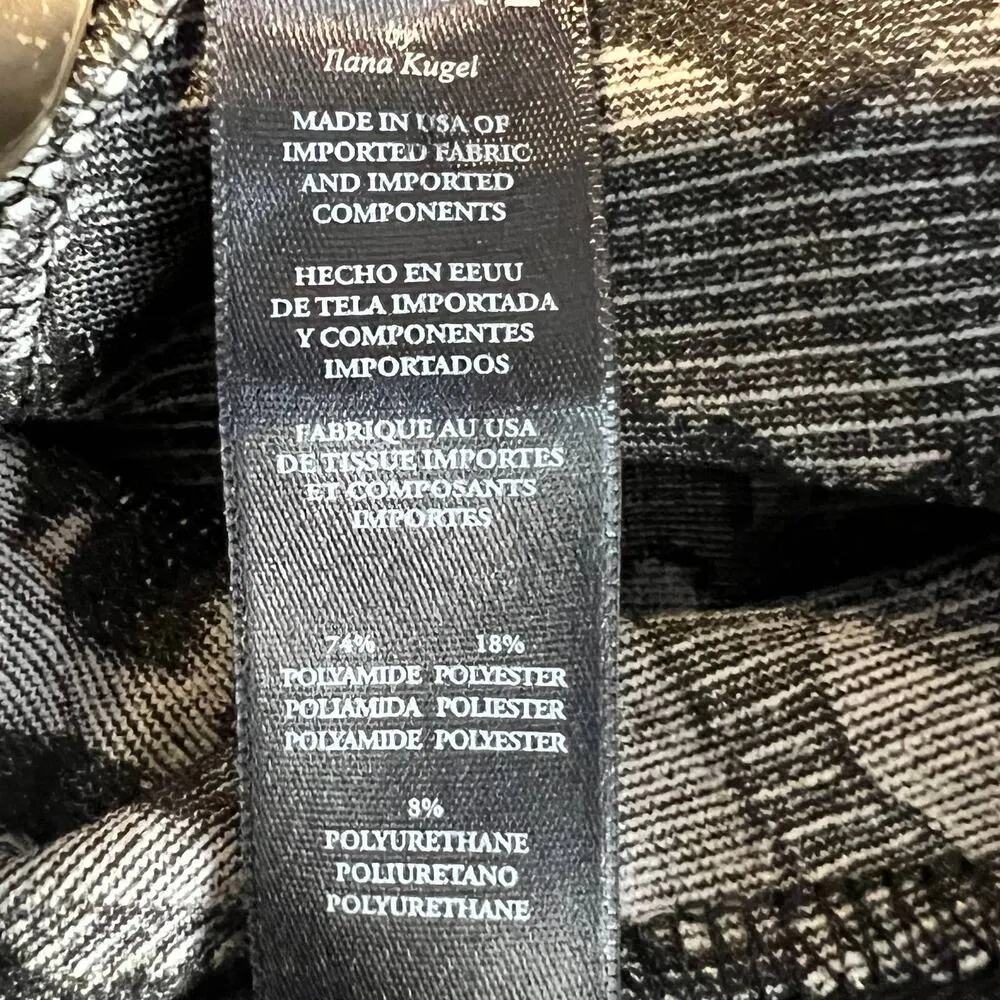 by
Ilana Kugel
MADE IN USA OF
IMPORTED FABRIC
AND IMPORTED
COMPONENTS
HECHO EN EEUU
DE TELA IMPORTADA
Y COMPONENTES
IMPORTADOS
FABRIQUE AU USA
DE TISSUE IMPORTES
ET COMPOSANTS
IMPORTES
74% 18%
POLYAMIDE POLYESTER
POLIAMIDA POLIESTER
POLYAMIDE POLYESTER
8%
POLYURETHANE
POLIURETANO
POLYURETHANE